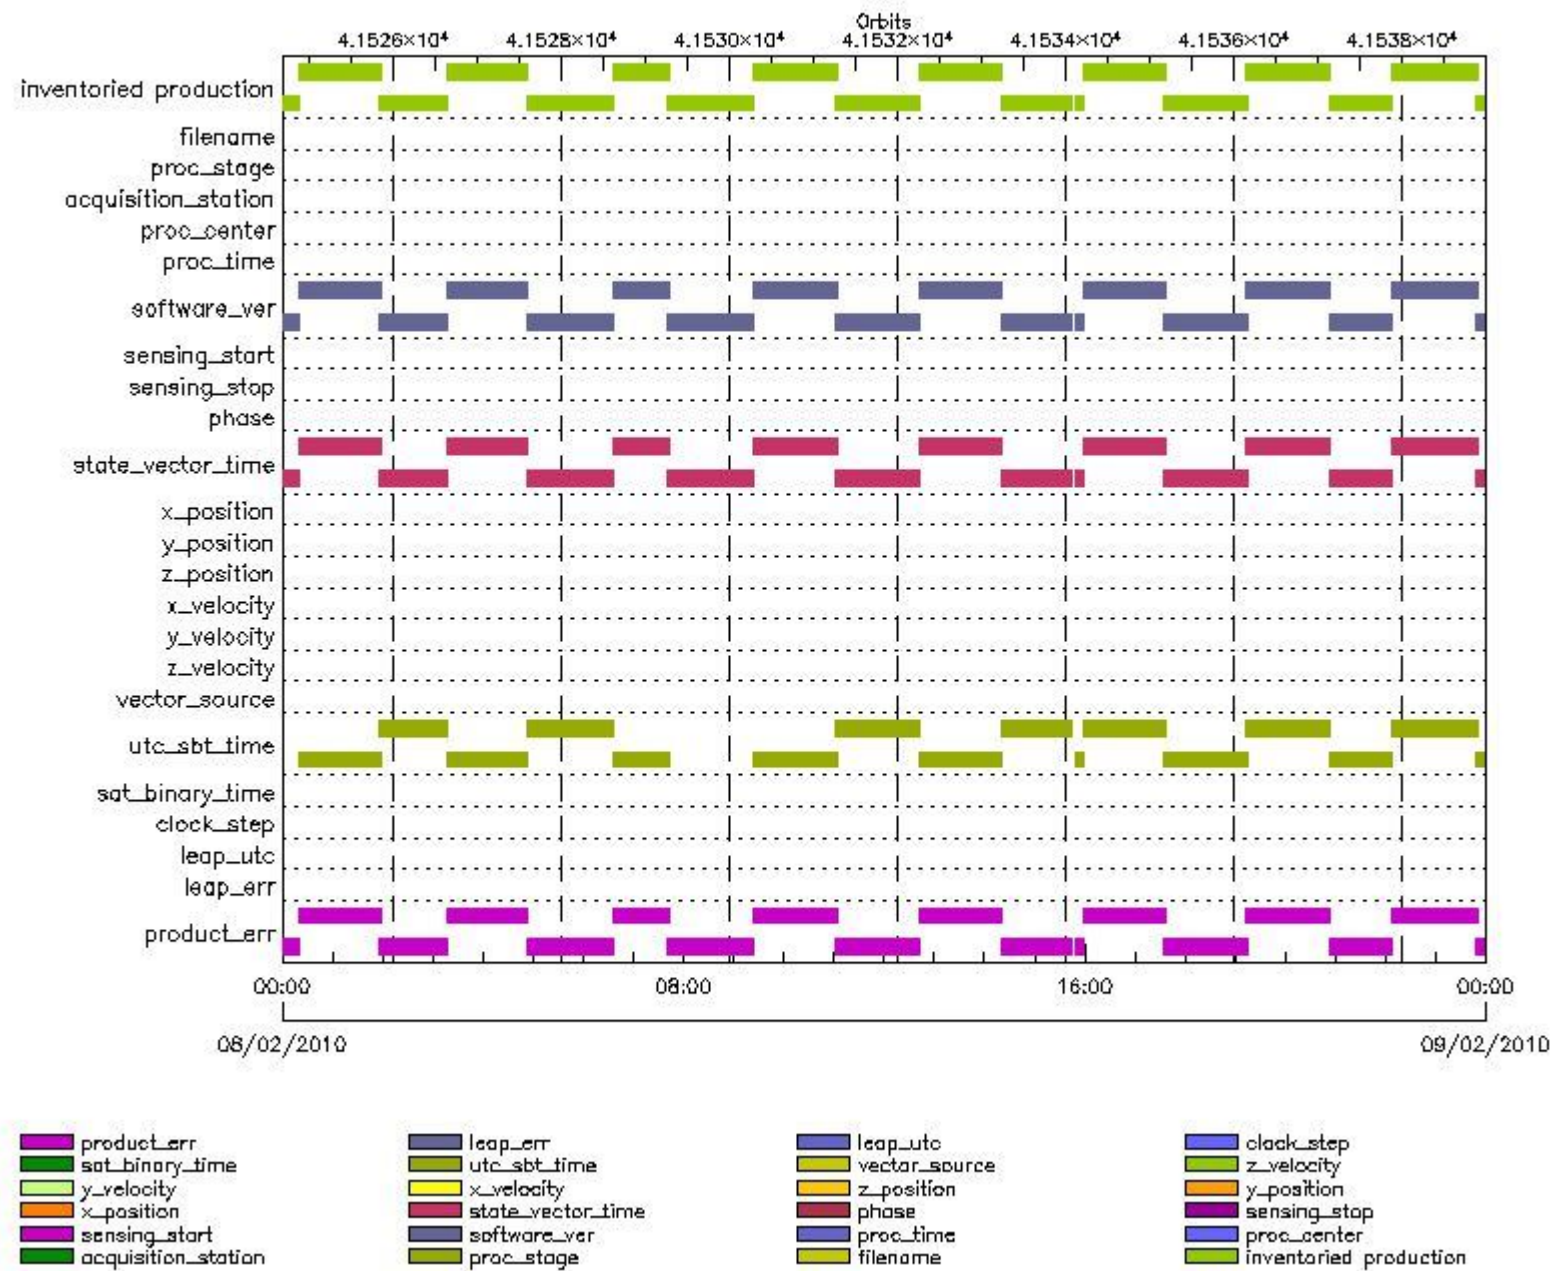 Orbits
4.1526×10⁴ 4.1528×10⁴ 4.1530×10⁴ 4.1532×10⁴ 4.1534×10⁴ 4.1536×10⁴ 4.1538×10⁴
inventoried production
filename
proc_stage
acquisition_station
proc_center
proc_time
software_ver
sensing_start
sensing_stop
phase
state_vector_time
x_position
y_position
z_position
x_velocity
y_velocity
z_velocity
vector_source
utc_sbt_time
sat_binary_time
clock_step
leap_utc
leap_err
product_err
00:00 08:00 16:00 00:00
08/02/2010 09/02/2010
product_err leap_err leap_utc clock_step
sat_binary_time utc_sbt_time vector_source z_velocity
y_velocity x_velocity z_position y_position
x_position state_vector_time phase sensing_stop
sensing_start software_ver proc_time proc_center
acquisition_station proc_stage filename inventoried production